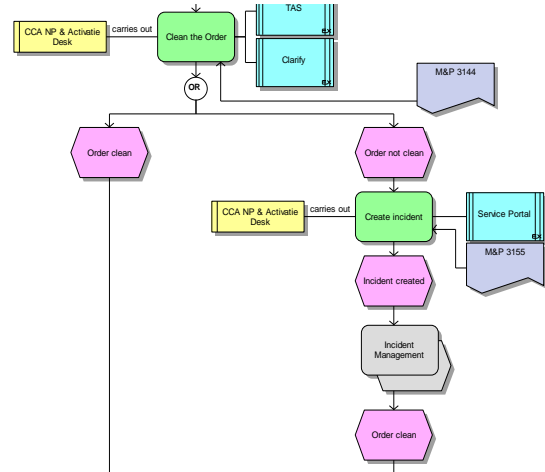 TAS
CCA NP & Activatie
Desk
carries out
Clean the Order
Clarify
OR
M&P 3144
Order clean
Order not clean
CCA NP & Activatie
Desk
carries out
Create incident
Service Portal
M&P 3155
Incident created
Incident
Management
Order clean